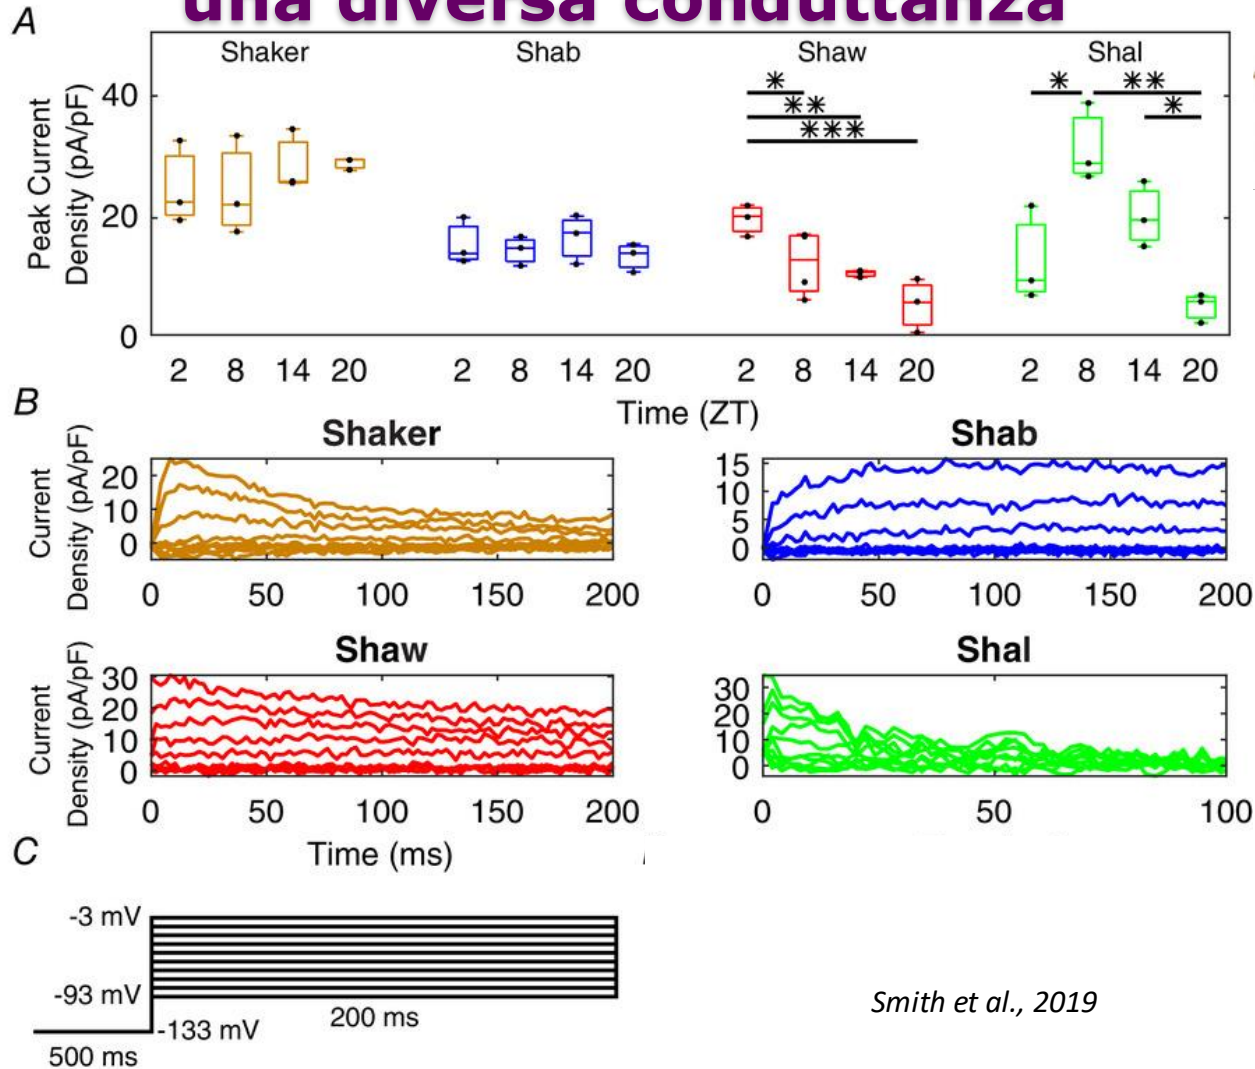 una diversa conduttanza
A
Shaker Shab Shaw Shal
Peak Current
Density (pA/pF)
40
20
0
* ** *** * ** *
2 8 14 20 2 8 14 20 2 8 14 20 2 8 14 20
Time (ZT)
B
Shaker
Current
Density (pA/pF)
20
10
0
0 50 100 150 200
Shab
15
10
5
0
0 50 100 150 200
Shaw
Current
Density (pA/pF)
30
20
10
0
0 50 100 150 200
Time (ms)
Shal
30
20
10
0
0 50 100
C
-3 mV
-93 mV
-133 mV
200 ms
500 ms
Smith et al., 2019